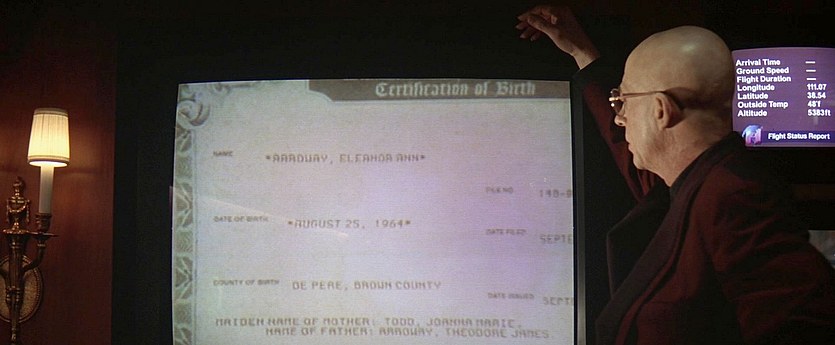 Certification of Birth
NAME *ARROWAY, ELEANOR ANN*
FILE NO. 148-
DATE OF BIRTH *AUGUST 25, 1964*
DATE FILED SEPTE
COUNTY OF BIRTH DE PERE, BROWN COUNTY
DATE ISSUED SEPT
MAIDEN NAME OF MOTHER: TODD, JOANNA MARIE,
NAME OF FATHER: ARROWAY, THEODORE JAMES.
Arrival Time —
Ground Speed —
Flight Duration —
Longitude 111.07
Latitude 38.54
Outside Temp 48'f
Altitude 5383ft
Flight Status Report